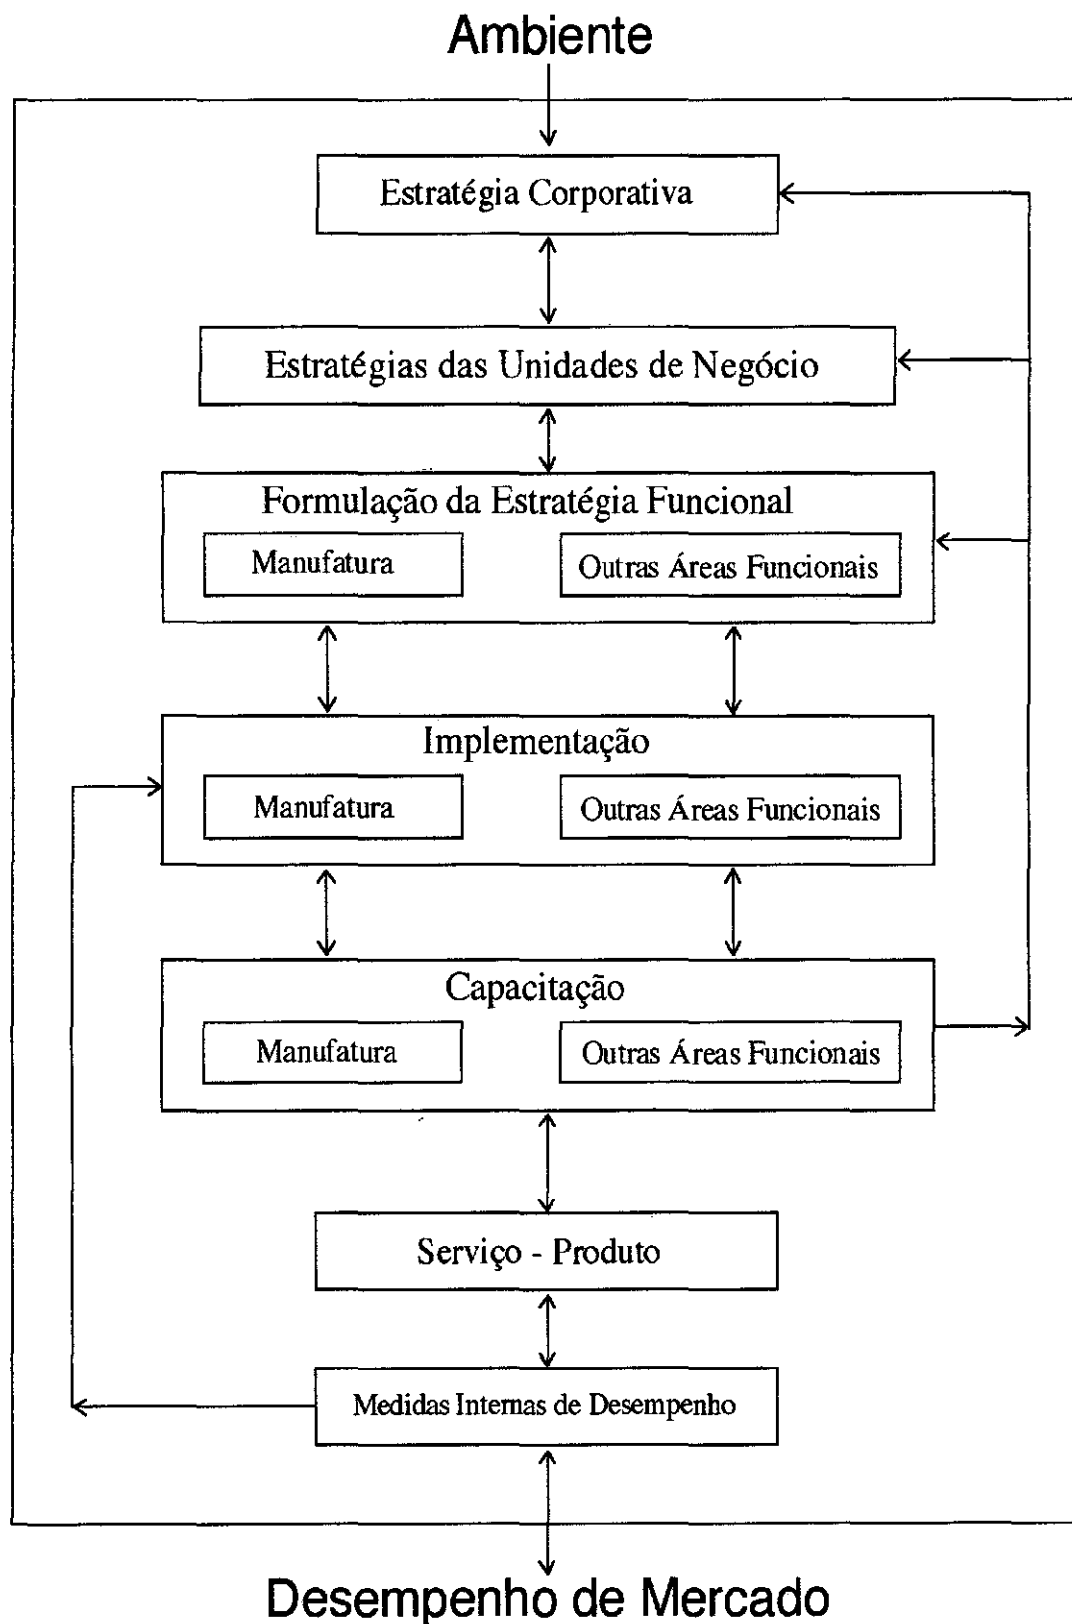 Ambiente
Estratégia Corporativa
Estratégias das Unidades de Negócio
Formulação da Estratégia Funcional
Manufatura
Outras Áreas Funcionais
Implementação
Manufatura
Outras Áreas Funcionais
Capacitação
Manufatura
Outras Áreas Funcionais
Serviço - Produto
Medidas Internas de Desempenho
Desempenho de Mercado